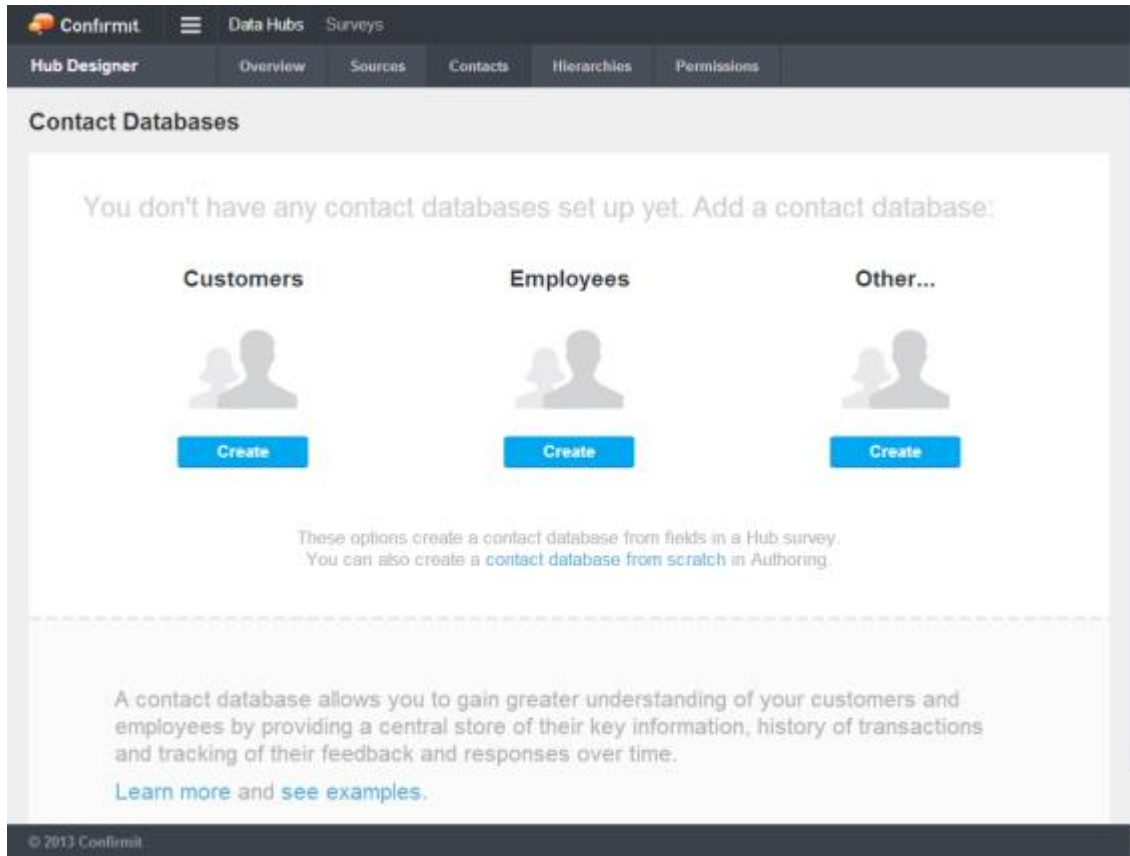 Confirmit Data Hubs Surveys
Hub Designer Overview Sources Contacts Hierarchies Permissions
Contact Databases
You don't have any contact databases set up yet. Add a contact database:
Customers Employees Other...
Create Create Create
These options create a contact database from fields in a Hub survey.
You can also create a contact database from scratch in Authoring.
A contact database allows you to gain greater understanding of your customers and
employees by providing a central store of their key information, history of transactions
and tracking of their feedback and responses over time.
Learn more and see examples.
© 2013 Confirmit